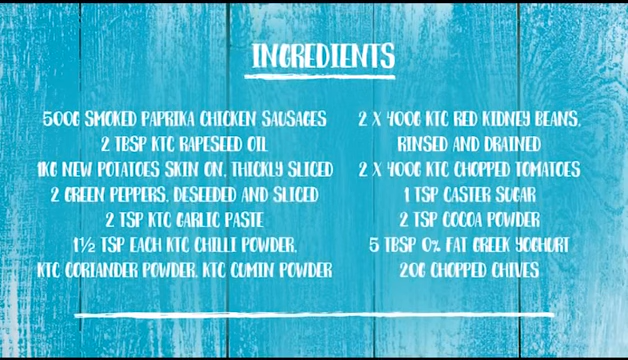 INGREDIENTS
500G SMOKED PAPRIKA CHICKEN SAUSAGES
2 TBSP KTC RAPESEED OIL
1KG NEW POTATOES SKIN ON, THICKLY SLICED
2 GREEN PEPPERS, DESEEDED AND SLICED
2 TSP KTC GARLIC PASTE
1½ TSP EACH KTC CHILLI POWDER,
KTC CORIANDER POWDER, KTC CUMIN POWDER
2 X 400G KTC RED KIDNEY BEANS,
RINSED AND DRAINED
2 X 400G KTC CHOPPED TOMATOES
1 TSP CASTER SUGAR
2 TSP COCOA POWDER
5 TBSP 0% FAT GREEK YOGHURT
20G CHOPPED CHIVES